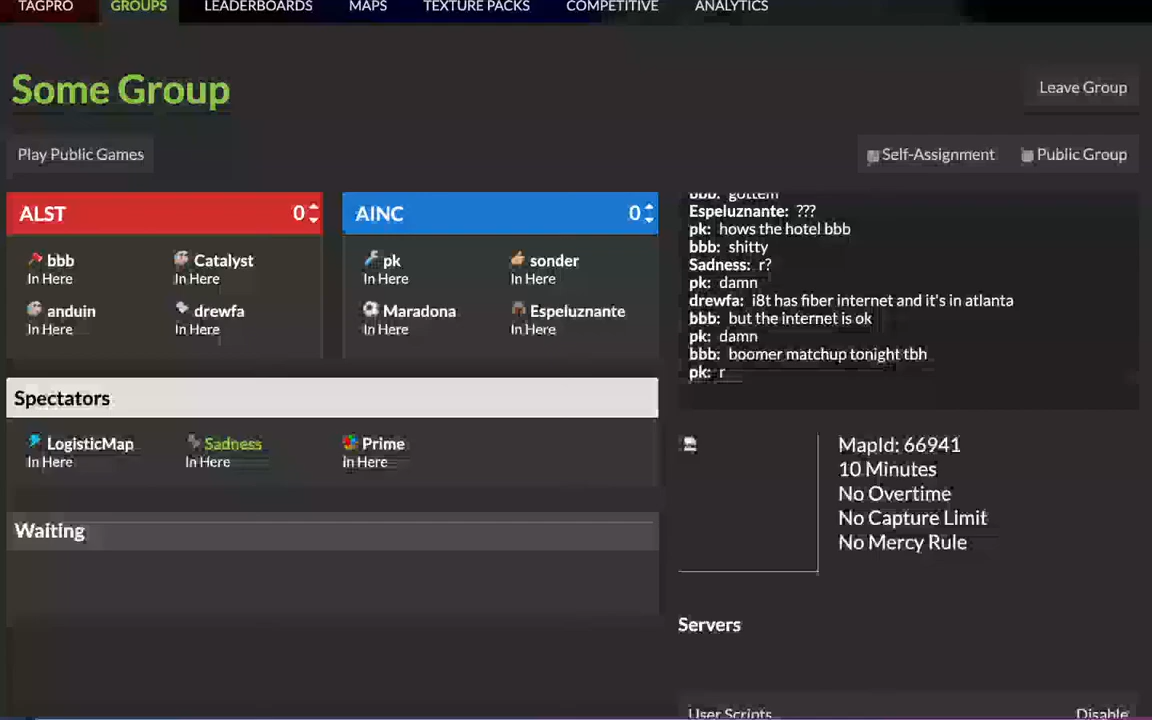 TAGPRO GROUPS LEADERBOARDS MAPS TEXTURE PACKS COMPETITIVE ANALYTICS
Some Group
Leave Group
Play Public Games
Self-Assignment Public Group
ALST 0
bbb Catalyst
In Here In Here
anduin drewfa
In Here In Here
AINC 0
pk sonder
In Here In Here
Maradona Espeluznante
In Here In Here
Spectators
LogisticMap Sadness Prime
In Here In Here In Here
Waiting
bbb: gottem
Espeluznante: ???
pk: hows the hotel bbb
bbb: shitty
Sadness: r?
pk: damn
drewfa: i8t has fiber internet and it's in atlanta
bbb: but the internet is ok
pk: damn
bbb: boomer matchup tonight tbh
pk: r
MapId: 66941
10 Minutes
No Overtime
No Capture Limit
No Mercy Rule
Servers
User Scripts Disable